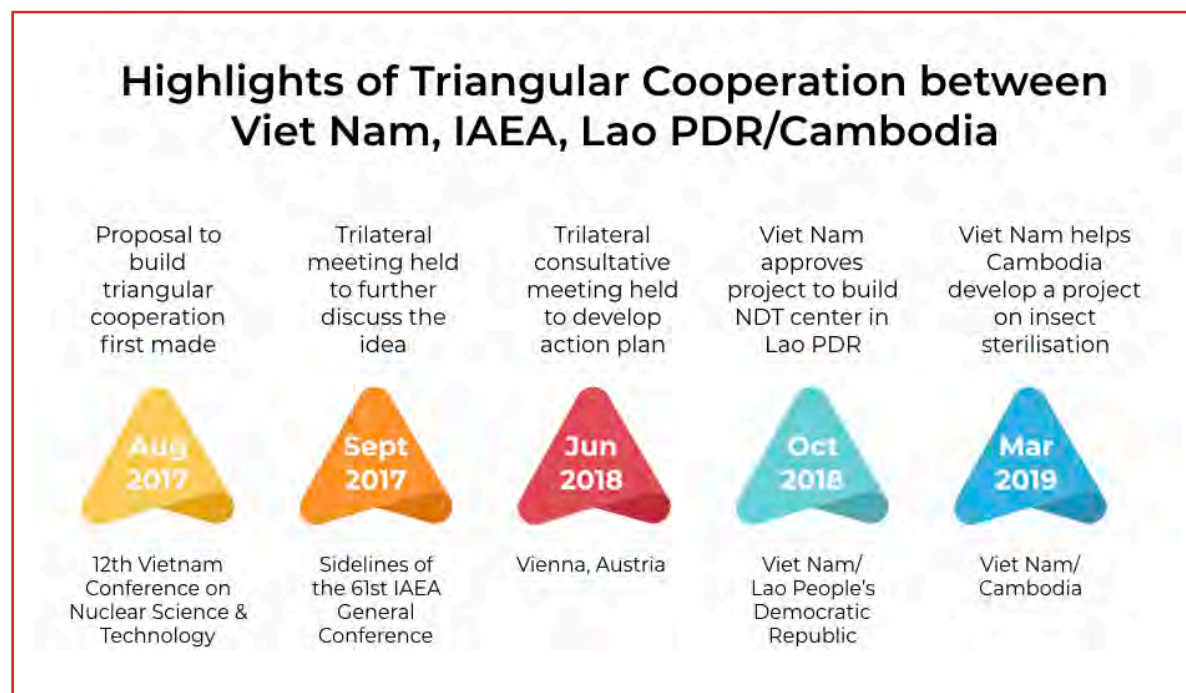 Highlights of Triangular Cooperation between
Viet Nam, IAEA, Lao PDR/Cambodia
Proposal to
build
triangular
cooperation
first made
Trilateral
meeting held
to further
discuss the
idea
Trilateral
consultative
meeting held
to develop
action plan
Viet Nam
approves
project to build
NDT center in
Lao PDR
Viet Nam helps
Cambodia
develop a project
on insect
sterilisation
Aug
2017
Sept
2017
Jun
2018
Oct
2018
Mar
2019
12th Vietnam
Conference on
Nuclear Science &
Technology
Sidelines of
the 61st IAEA
General
Conference
Vienna, Austria
Viet Nam/
Lao People's
Democratic
Republic
Viet Nam/
Cambodia